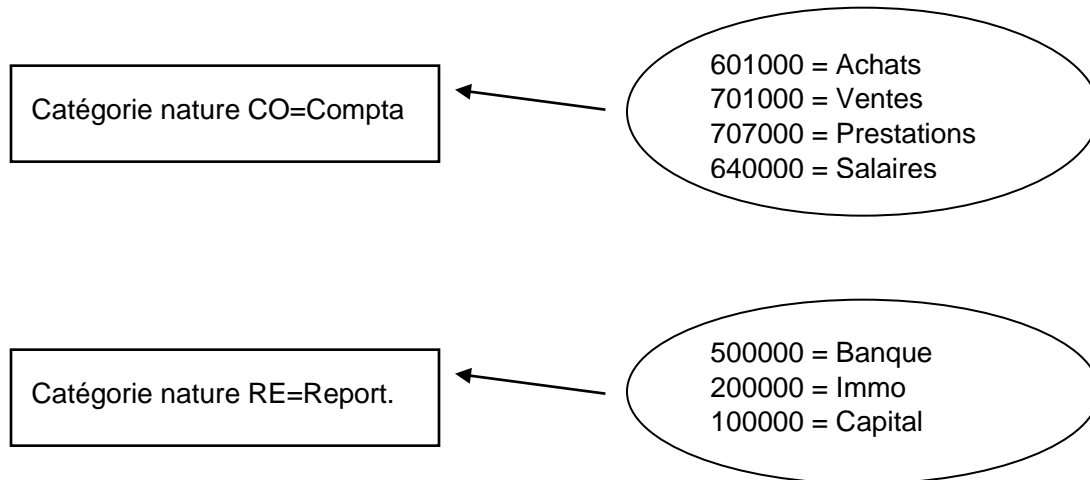 Catégorie nature CO=Compta
601000 = Achats
701000 = Ventes
707000 = Prestations
640000 = Salaires
Catégorie nature RE=Report.
500000 = Banque
200000 = Immo
100000 = Capital